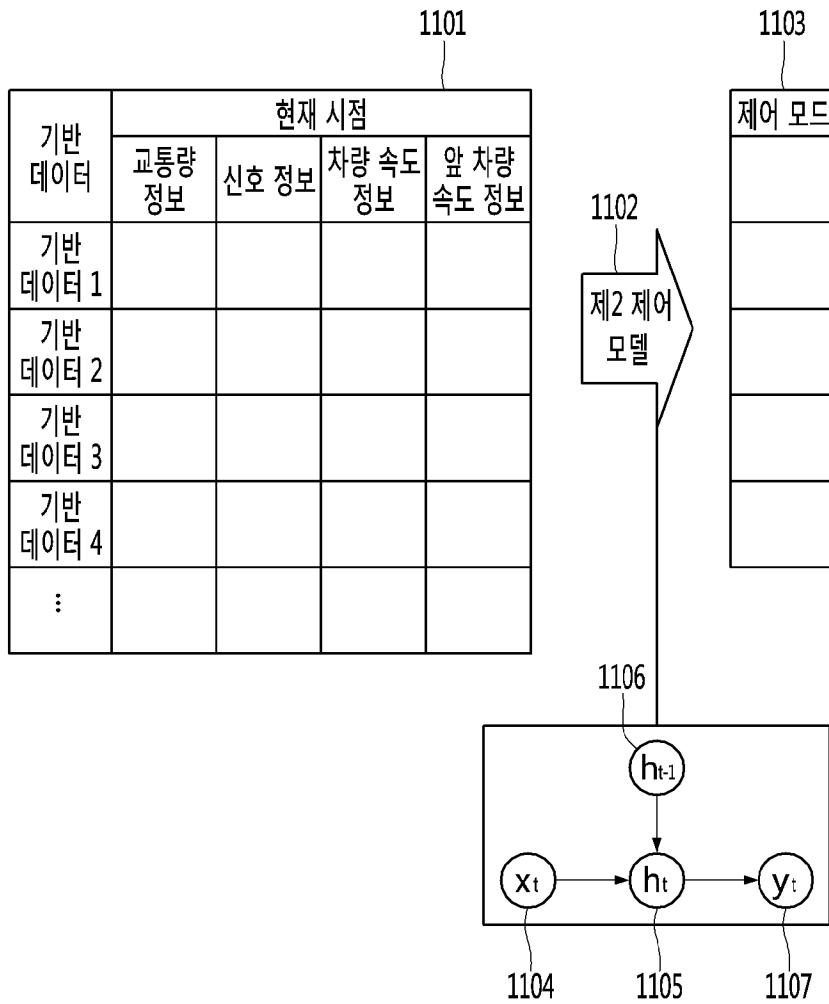 1101
1103
현재 시점
제어 모드
기반
데이터
교통량
정보
신호 정보
차량 속도
정보
앞 차량
속도 정보
1102
기반
데이터 1
제2 제어
모델
기반
데이터 2
기반
데이터 3
기반
데이터 4
⋮
1106
ht-1
xt
ht
yt
1104
1105
1107